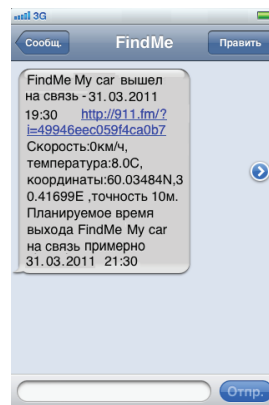 3G
Сообщ. FindMe Править
FindMe My car вышел
на связь - 31.03.2011
19:30 http://911.fm/?
i=49946eec059f4ca0b7
Скорость:0км/ч,
температура:8.0С,
координаты:60.03484N,3
0.41699E ,точность 10м.
Планируемое время
выхода FindMe My car
на связь примерно
31.03.2011 21:30
Отпр.